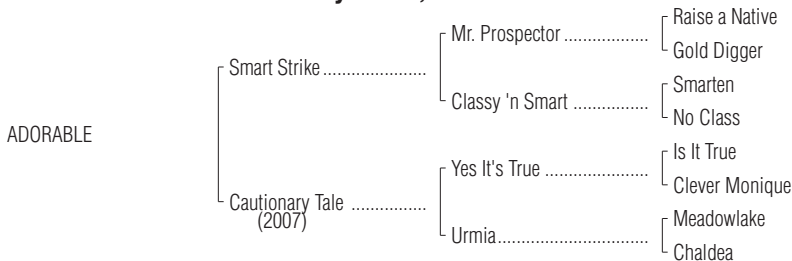 Raise a Native
Mr. Prospector ..................
Gold Digger
Smart Strike ......................
Smarten
Classy 'n Smart ................
No Class
ADORABLE
Is It True
Yes It's True ......................
Clever Monique
Cautionary Tale ................
(2007)
Meadowlake
Urmia................................
Chaldea